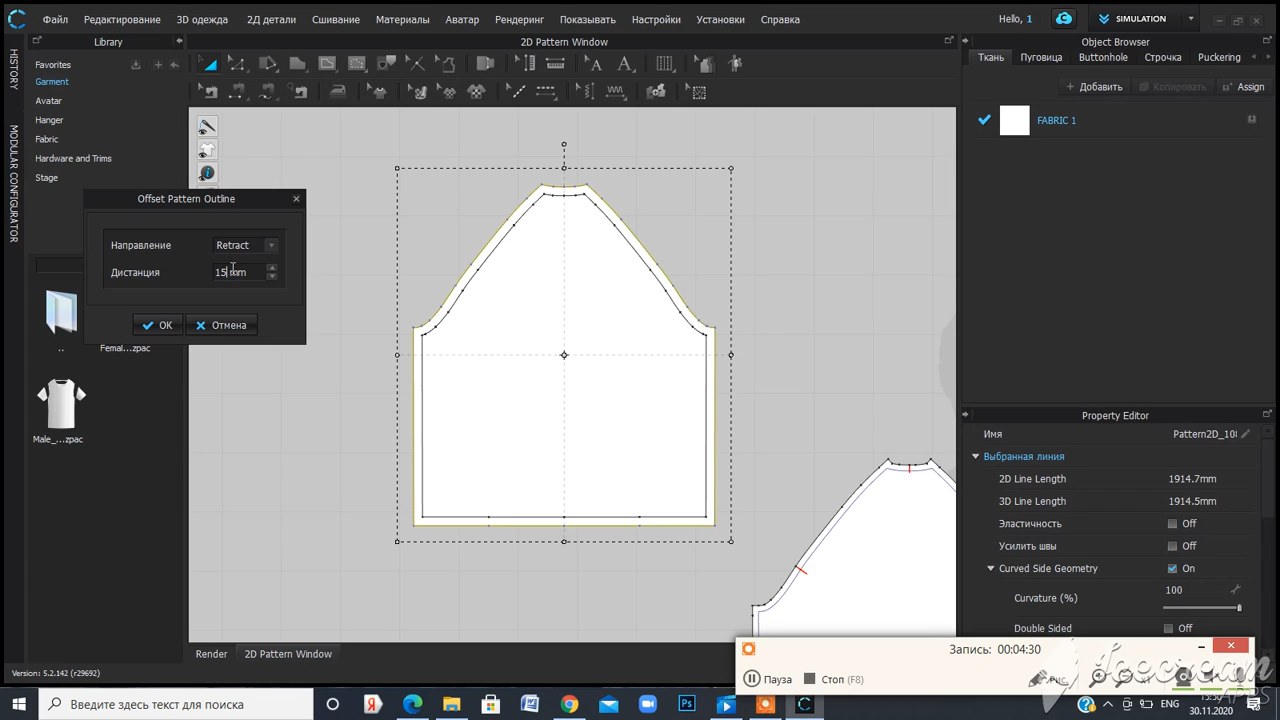 Файл
Редактирование
3D одежда
2Д детали
Сшивание
Материалы
Аватар
Рендеринг
Показывать
Настройки
Установки
Справка
Hello, 1
SIMULATION
Library
2D Pattern Window
Object Browser
HISTORY
MODULAR CONFIGURATOR
Favorites
Garment
Avatar
Hanger
Fabric
Hardware and Trims
Stage
Ткань
Пуговица
Buttonhole
Строчка
Puckering
Добавить
Копировать
Assign
FABRIC 1
Offset Pattern Outline
Направление
Retract
Дистанция
15 mm
OK
Отмена
..
Femal...zpac
Male_...zpac
Property Editor
Имя
Pattern2D_10
Выбранная линия
2D Line Length
1914.7mm
3D Line Length
1914.5mm
Эластичность
Off
Усилить швы
Off
Curved Side Geometry
On
Curvature (%)
100
Double Sided
Off
Render
2D Pattern Window
Version: 5.2.142 (r29692)
Запись: 00:04:30
Пауза
Стоп (F8)
Рис
Icecream
APPS
Введите здесь текст для поиска
ENG
30.11.2020